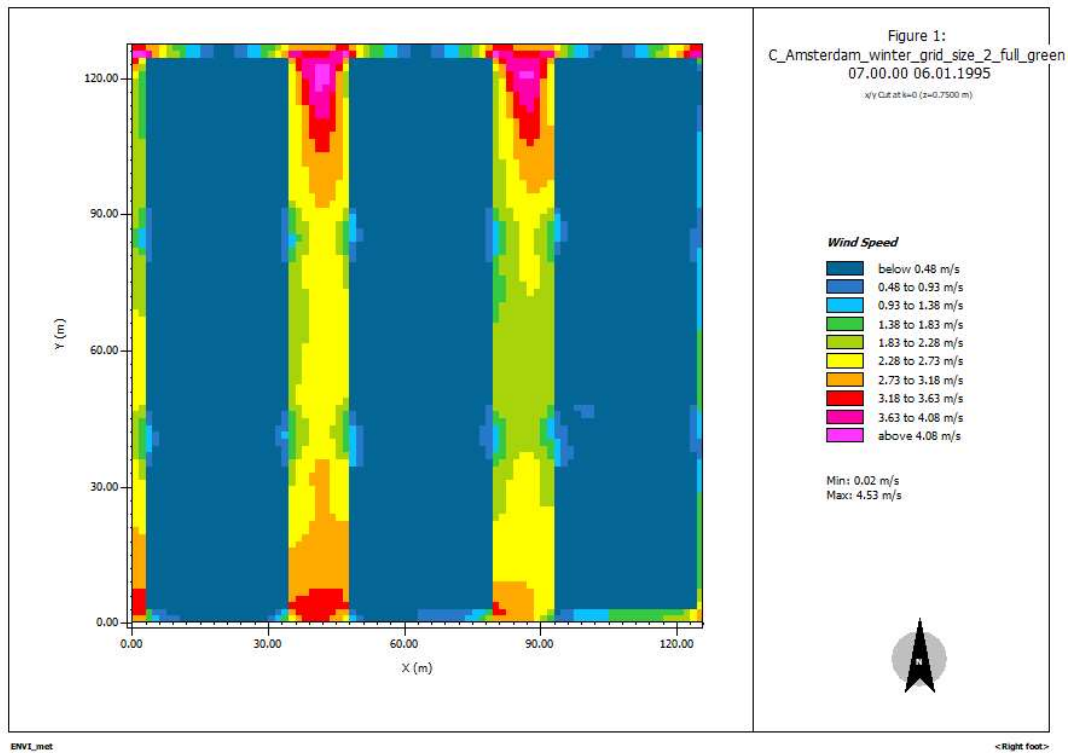 Figure 1:
C_Amsterdam_winter_grid_size_2_full_green
07.00.00 06.01.1995
x/y Cut at k=0 (z=0.7500 m)
120.00
90.00
60.00
30.00
0.00
Y (m)
0.00 30.00 60.00 90.00 120.00
X (m)
Wind Speed
below 0.48 m/s
0.48 to 0.93 m/s
0.93 to 1.38 m/s
1.38 to 1.83 m/s
1.83 to 2.28 m/s
2.28 to 2.73 m/s
2.73 to 3.18 m/s
3.18 to 3.63 m/s
3.63 to 4.08 m/s
above 4.08 m/s
Min: 0.02 m/s
Max: 4.53 m/s
N
ENVI_met
<Right foot>